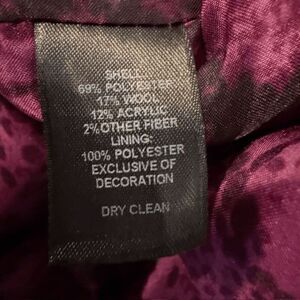 SHELL:
69% POLYESTER
17% WOOL
12% ACRYLIC
2% OTHER FIBER
LINING:
100% POLYESTER
EXCLUSIVE OF
DECORATION
DRY CLEAN